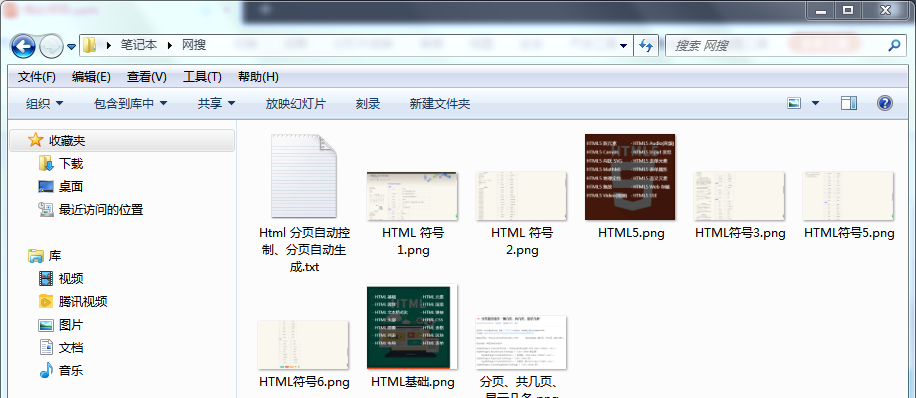 笔记本 网搜
搜索 网搜
文件(F) 编辑(E) 查看(V) 工具(T) 帮助(H)
组织 包含到库中 共享 放映幻灯片 刻录 新建文件夹
收藏夹
下载
桌面
最近访问的位置
库
视频
腾讯视频
图片
文档
音乐
Html 分页自动控
制、分页自动生
成.txt
HTML 符号
1.png
HTML 符号
2.png
HTML5.png
HTML符号3.png
HTML符号5.png
HTML符号6.png
HTML基础.png
分页、共几页、
显示几条.png